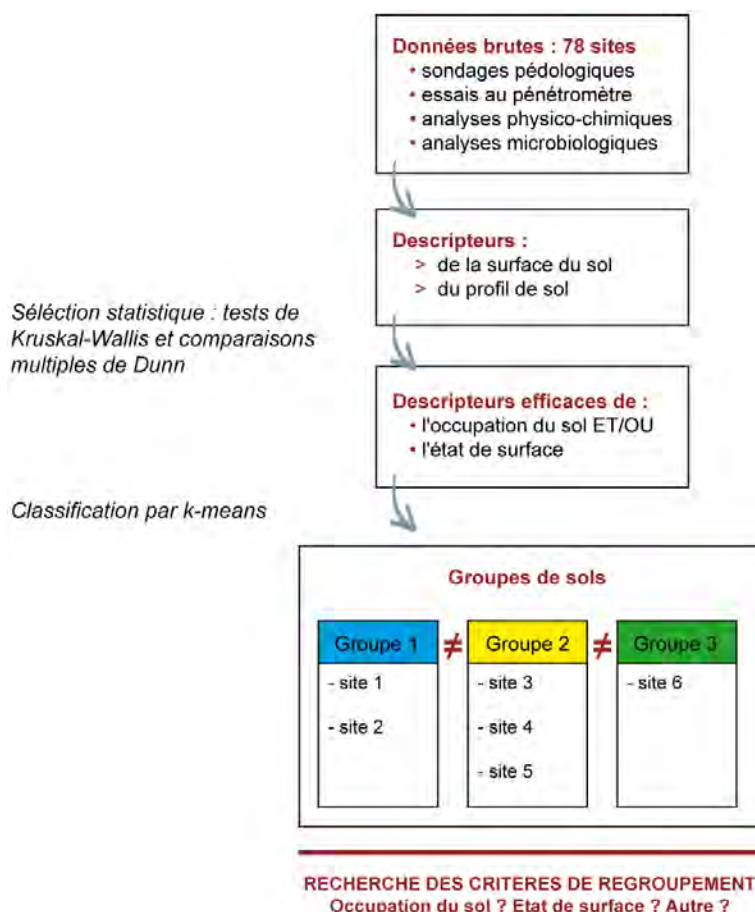 Données brutes : 78 sites
• sondages pédologiques
• essais au pénétromètre
• analyses physico-chimiques
• analyses microbiologiques
Descripteurs :
> de la surface du sol
> du profil de sol
Séléction statistique : tests de
Kruskal-Wallis et comparaisons
multiples de Dunn
Descripteurs efficaces de :
• l'occupation du sol ET/OU
• l'état de surface
Classification par k-means
Groupes de sols
Groupe 1 ≠ Groupe 2 ≠ Groupe 3
- site 1 - site 3 - site 6
- site 2 - site 4
- site 5
RECHERCHE DES CRITERES DE REGROUPEMENT
Occupation du sol ? Etat de surface ? Autre ?